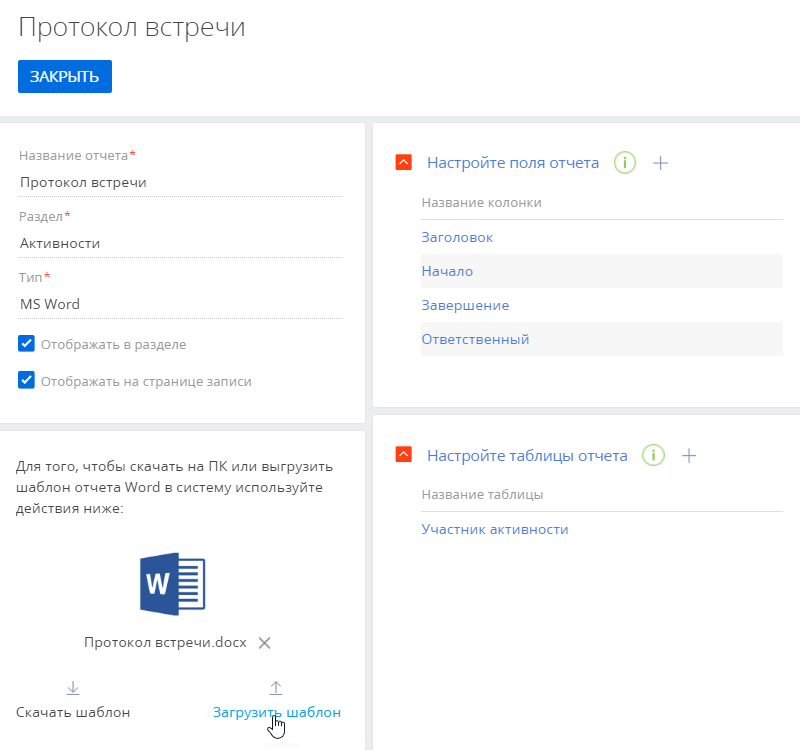 Протокол встречи
ЗАКРЫТЬ
Название отчета*
Протокол встречи
Раздел*
Активности
Тип*
MS Word
Отображать в разделе
Отображать на странице записи
Для того, чтобы скачать на ПК или выгрузить
шаблон отчета Word в систему используйте
действия ниже:
W
Протокол встречи.docx
Скачать шаблон
Загрузить шаблон
Настройте поля отчета
Название колонки
Заголовок
Начало
Завершение
Ответственный
Настройте таблицы отчета
Название таблицы
Участник активности